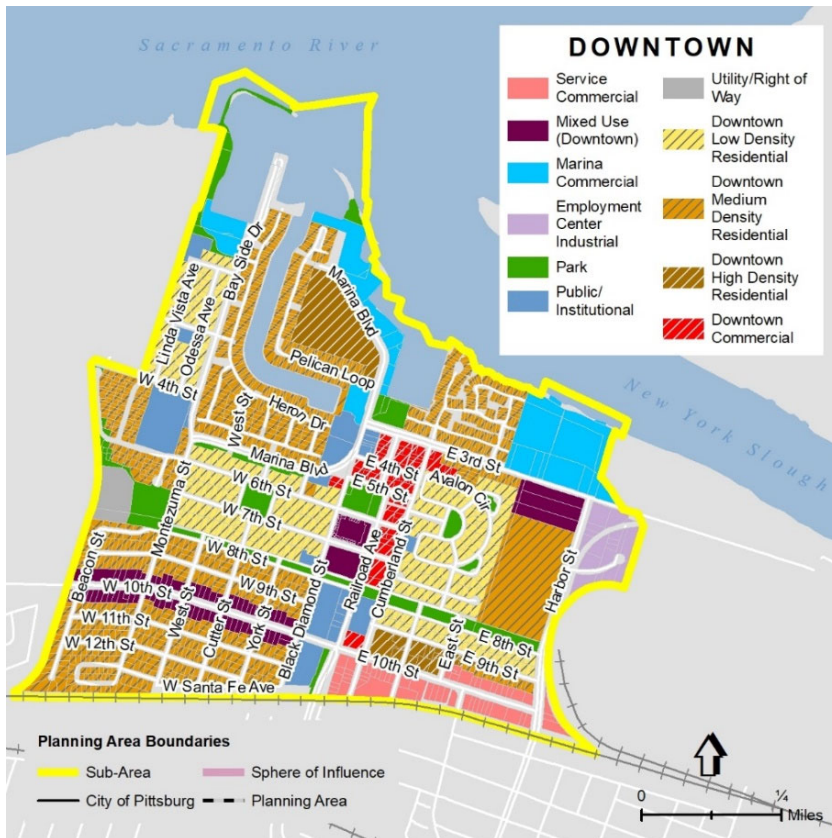 Sacramento River
DOWNTOWN
Service
Commercial
Mixed Use
(Downtown)
Marina
Commercial
Employment
Center
Industrial
Park
Public/
Institutional
Utility/Right of
Way
Downtown
Low Density
Residential
Downtown
Medium
Density
Residential
Downtown
High Density
Residential
Downtown
Commercial
Bay Side Dr
Linda Vista Ave
Odessa Ave
Marina Blvd
Pelican Loop
W 4th St
West St
Heron Dr
New York Slough
Marina Blvd
E 3rd St
E 4th St
E 5th St
Avalon Cir
W 6th St
W 7th St
Montezuma St
W 8th St
Railroad Ave
Cumberland St
Harbor St
Beacon St
W 9th St
W 10th St
West St
Cutter St
York St
Black Diamond St
E 8th St
East St
W 11th St
W 12th St
E 10th St
E 9th St
W Santa Fe Ave
Planning Area Boundaries
Sub-Area
Sphere of Influence
City of Pittsburg
Planning Area
0
¼
Miles